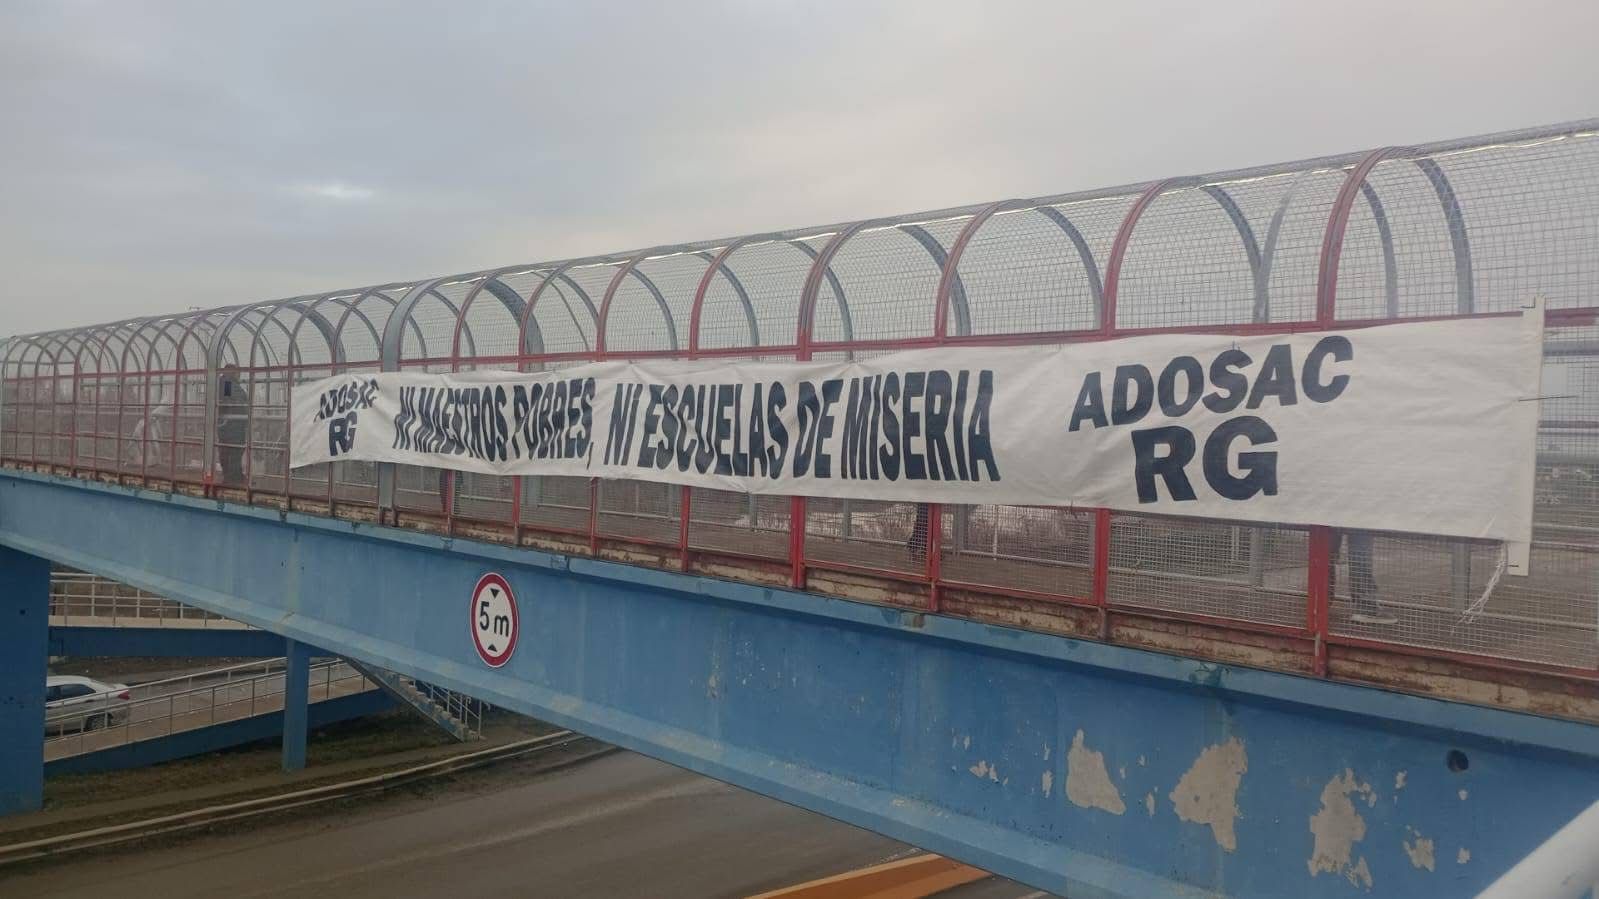 ADOSAC
RG
NI MAESTROS POBRES, Ni ESCUELAS DE MISERIA
ADOSAC
RG
5 m